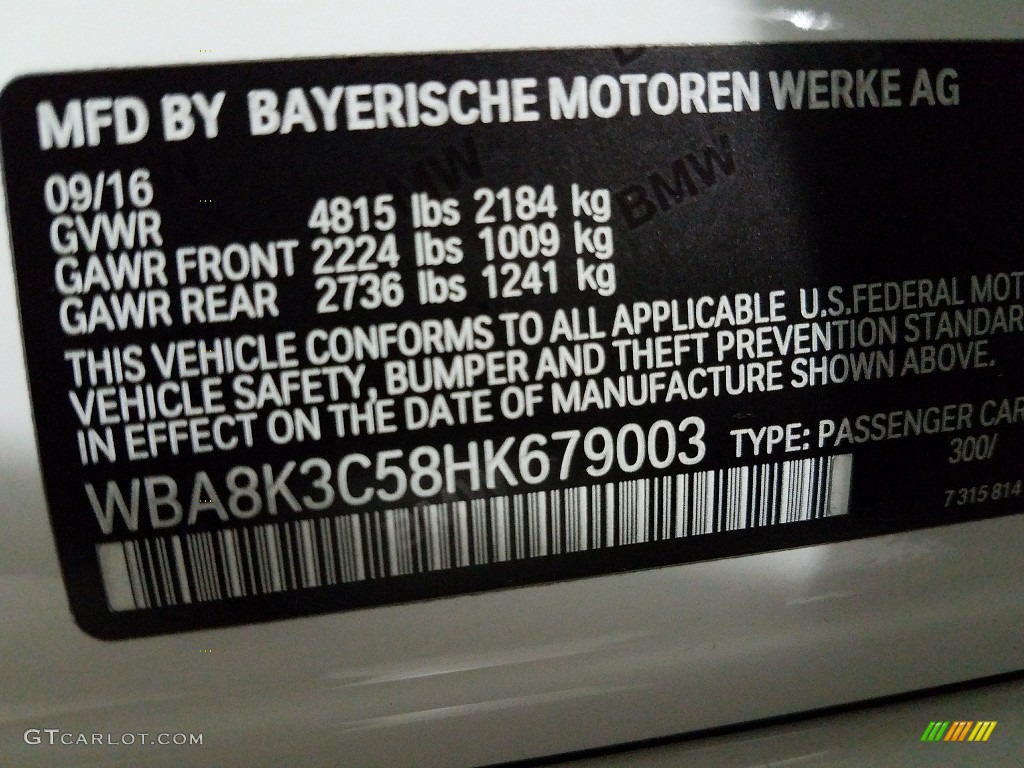 MFD BY BAYERISCHE MOTOREN WERKE AG
09/16
GVWR 4815 lbs 2184 kg
GAWR FRONT 2224 lbs 1009 kg
GAWR REAR 2736 lbs 1241 kg
THIS VEHICLE CONFORMS TO ALL APPLICABLE U.S.FEDERAL MOT
VEHICLE SAFETY, BUMPER AND THEFT PREVENTION STANDAR
IN EFFECT ON THE DATE OF MANUFACTURE SHOWN ABOVE.
WBA8K3C58HK679003 TYPE: PASSENGER CAR
300/
7 315 814
BMW
BMW
GTCARLOT.COM